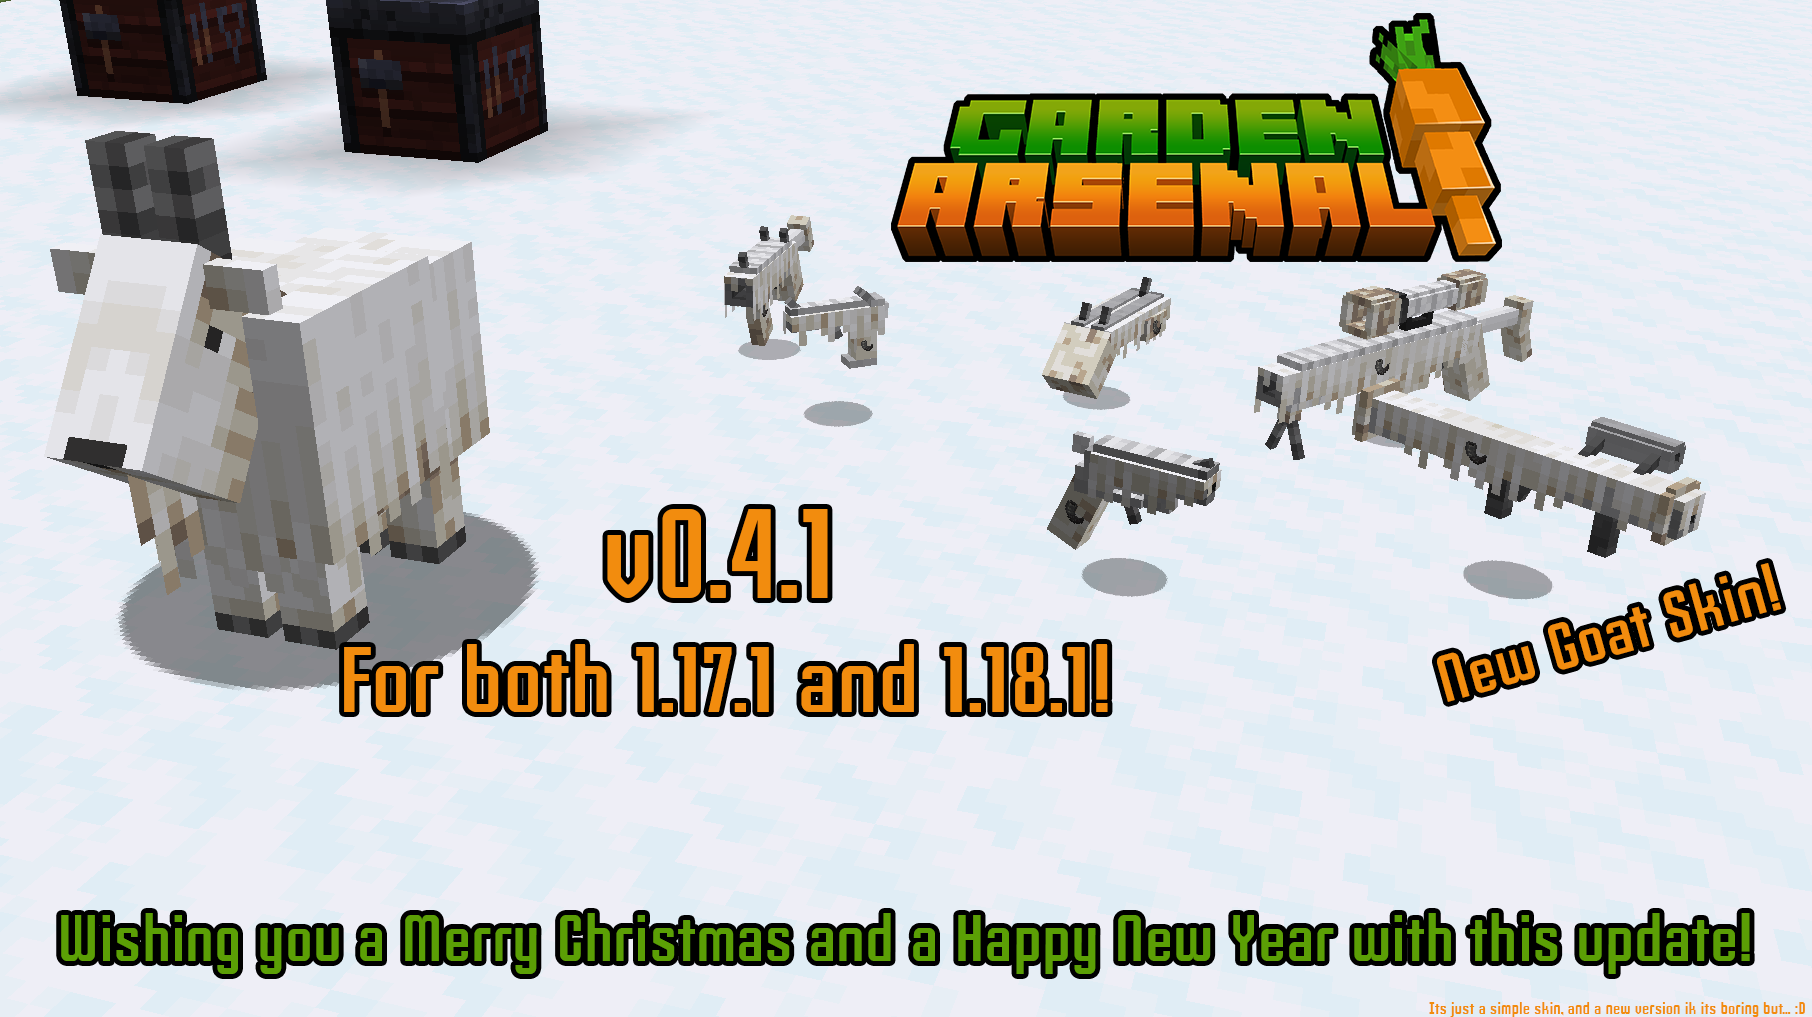 GARDEN
ARSENAL
v0.4.1
For both 1.17.1 and 1.18.1!
New Goat Skin!
Wishing you a Merry Christmas and a Happy New Year with this update!
Its just a simple skin, and a new version ik its boring but... :D